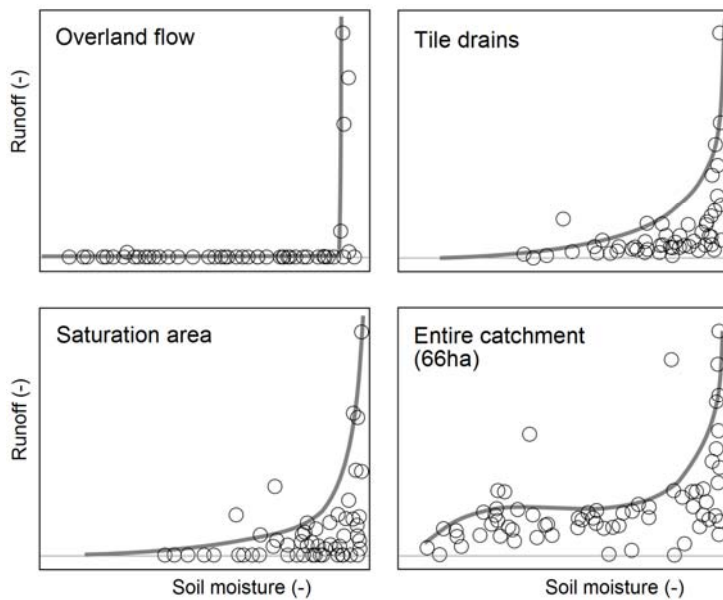 Overland flow
Tile drains
Runoff (-)
Saturation area
Entire catchment
(66ha)
Runoff (-)
Soil moisture (-)
Soil moisture (-)